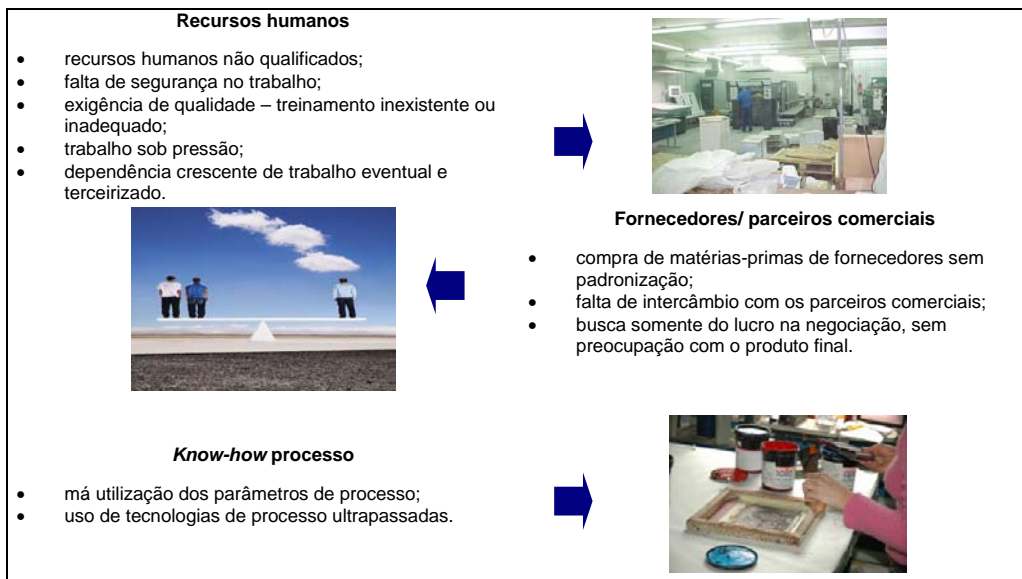 Recursos humanos
• recursos humanos não qualificados;
• falta de segurança no trabalho;
• exigência de qualidade – treinamento inexistente ou
inadequado;
• trabalho sob pressão;
• dependência crescente de trabalho eventual e
terceirizado.
Fornecedores/ parceiros comerciais
• compra de matérias-primas de fornecedores sem
padronização;
• falta de intercâmbio com os parceiros comerciais;
• busca somente do lucro na negociação, sem
preocupação com o produto final.
Know-how processo
• má utilização dos parâmetros de processo;
• uso de tecnologias de processo ultrapassadas.